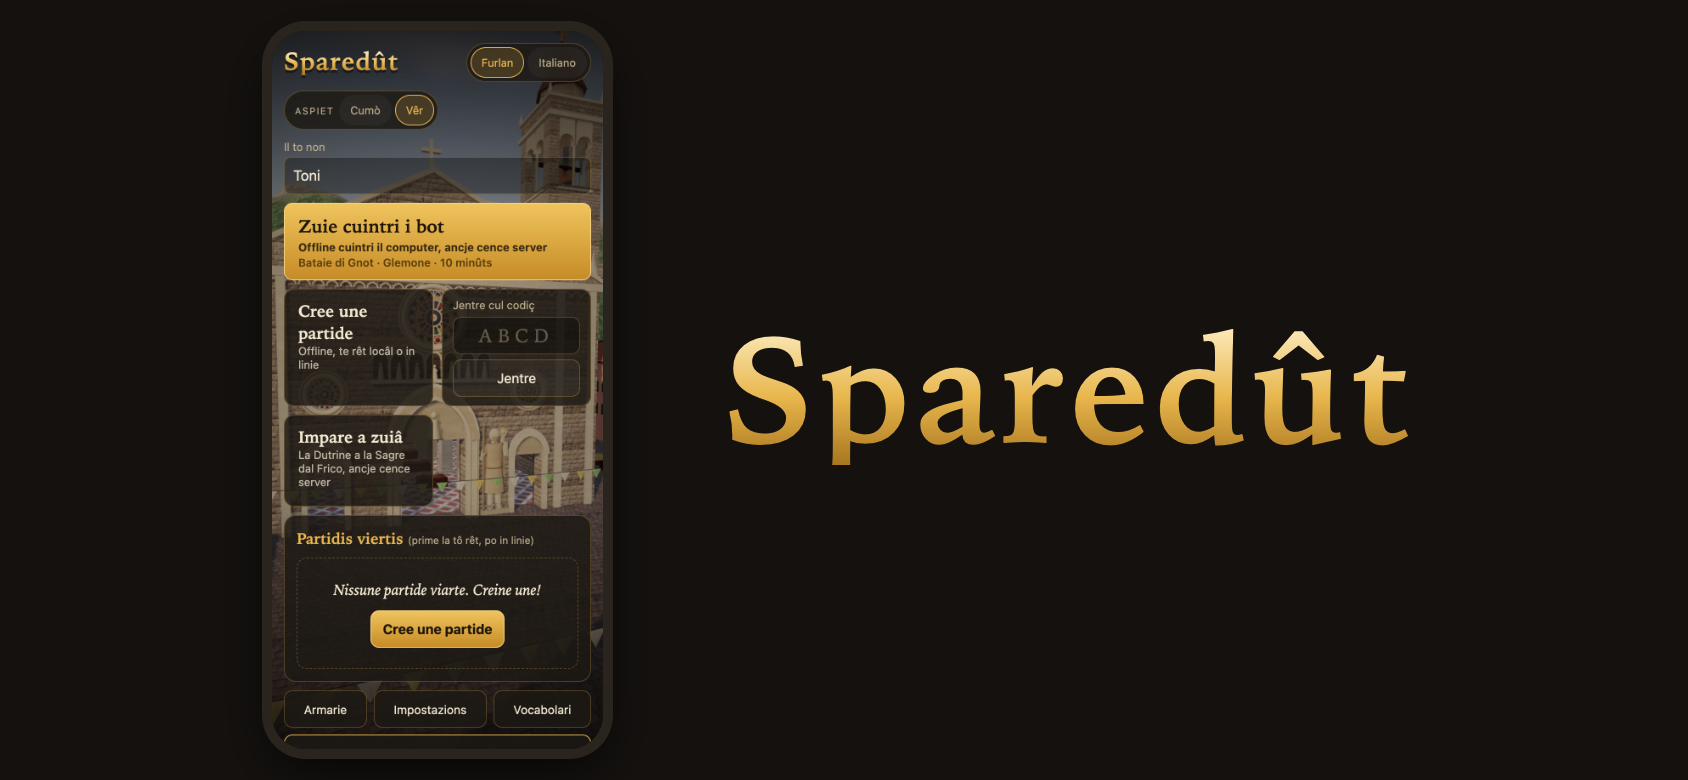 Sparedût
Furlan Italiano
ASPIET Cumò Vêr
Il to non
Toni
Zuie cuintri i bot
Offline cuintri il computer, ancje cence server
Bataie di Gnot · Glemone · 10 minûts
Cree une
partide
Offline, te rêt locâl o in
linie
Jentre cul codiç
ABCD
Jentre
Impare a zuiâ
La Dutrine a la Sagre
dal Frico, ancje cence
server
Partidis viertis (prime la tô rêt, po in linie)
Nissune partide viarte. Creine une!
Cree une partide
Armarie Impostazions Vocabolari
Sparedût